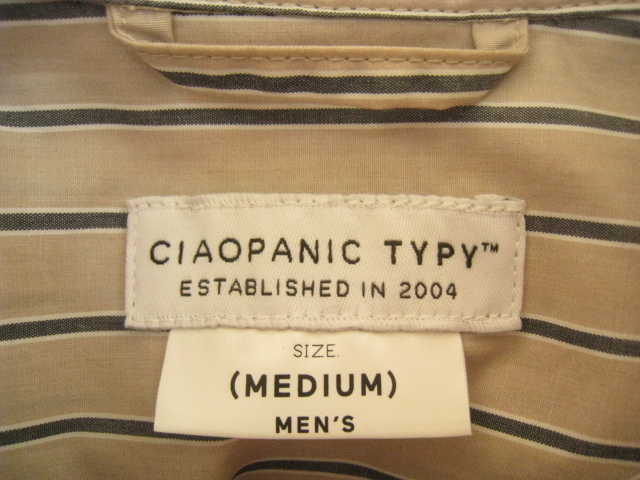 CIAOPANIC TYPY™
ESTABLISHED IN 2004
SIZE.
(MEDIUM)
MEN'S